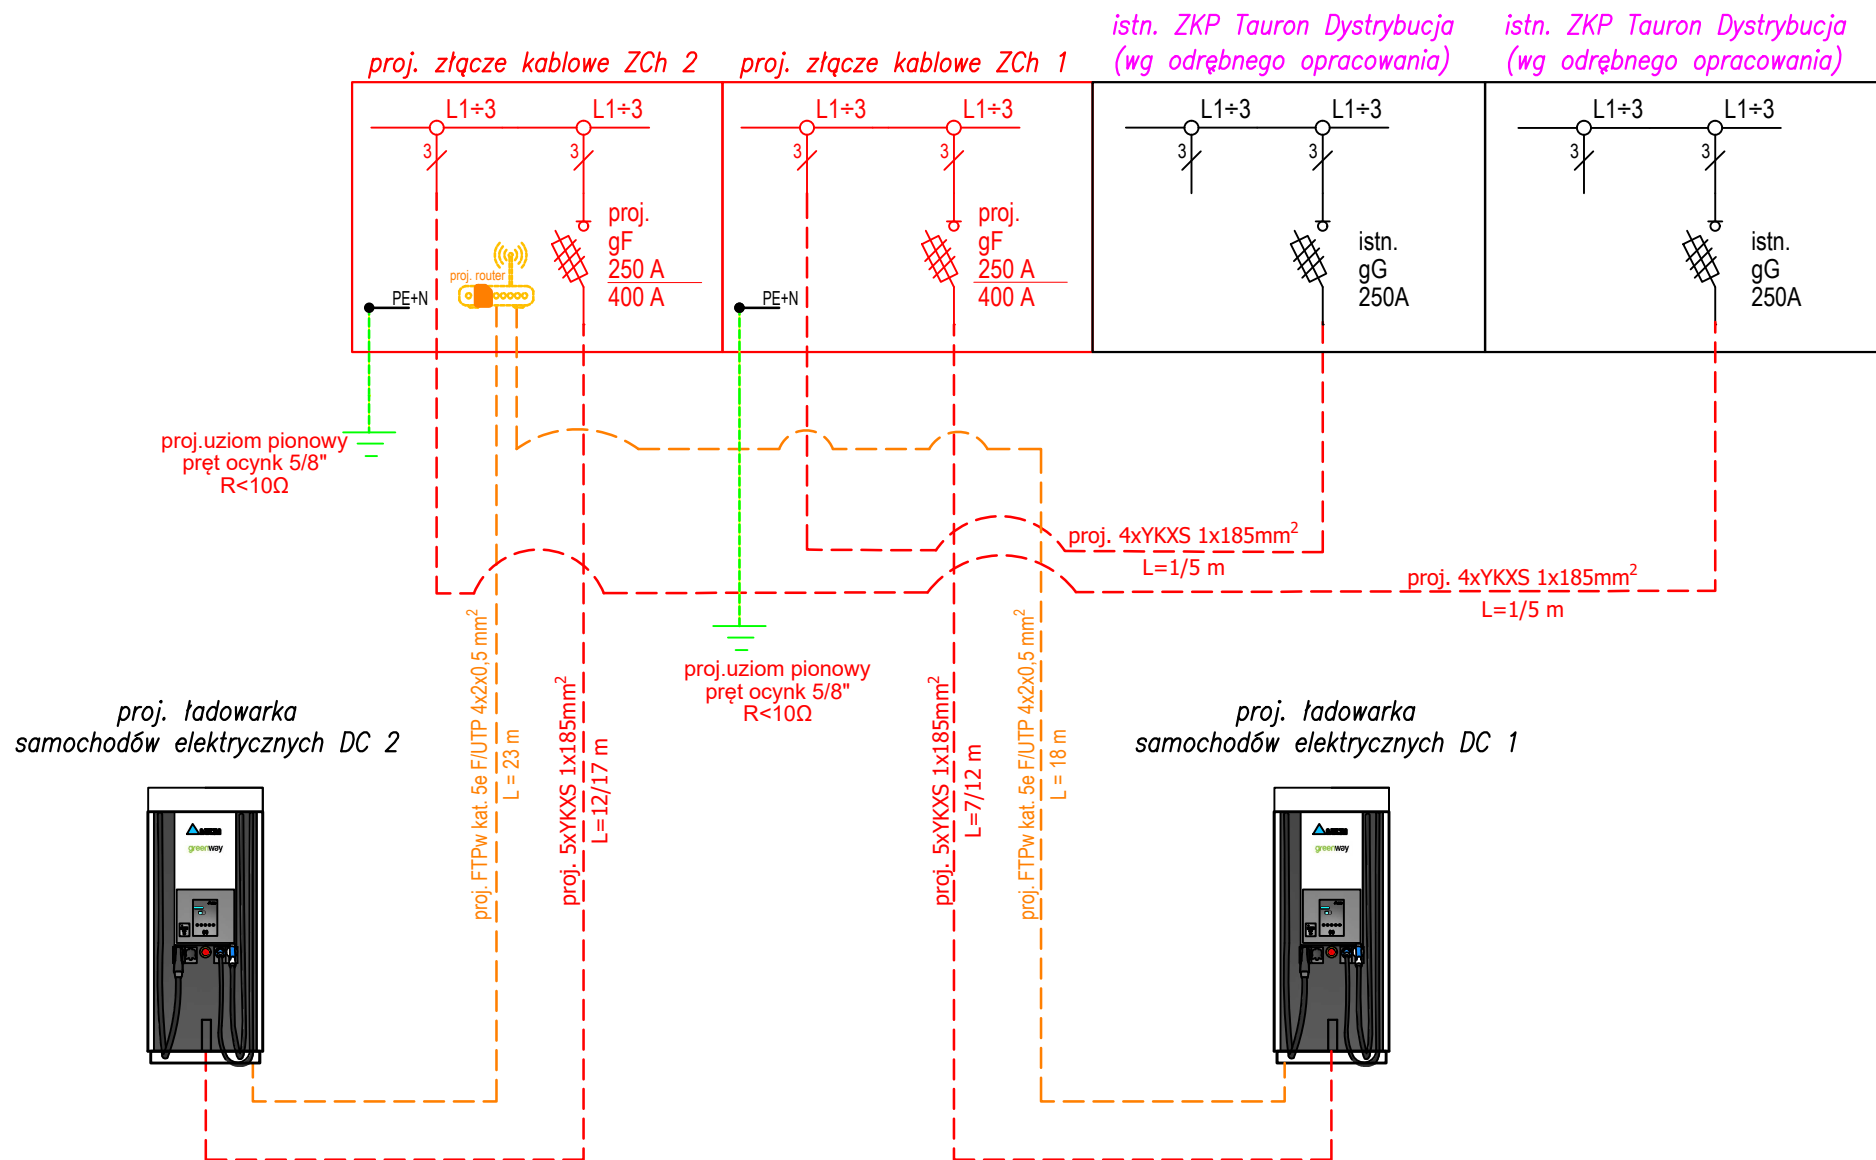 istn. ZKP Tauron Dystrybucja
(wg odrębnego opracowania)
istn. ZKP Tauron Dystrybucja
(wg odrębnego opracowania)
proj. złącze kablowe ZCh 2
proj. złącze kablowe ZCh 1
L1÷3
L1÷3
L1÷3
L1÷3
L1÷3
L1÷3
L1÷3
L1÷3
3
3
3
3
3
3
3
3
proj.
gF
250 A
400 A
proj.
gF
250 A
400 A
istn.
gG
250A
istn.
gG
250A
proj. router
PE+N
PE+N
proj.uziom pionowy
pręt ocynk 5/8"
R<10Ω
proj. 4xYKXS 1x185mm²
L=1/5 m
proj. 4xYKXS 1x185mm²
L=1/5 m
proj.uziom pionowy
pręt ocynk 5/8"
R<10Ω
proj. FTPw kat. 5e F/UTP 4x2x0,5 mm²
L = 23 m
proj. 5xYKXS 1x185mm²
L=12/17 m
proj. 5xYKXS 1x185mm²
L=7/12 m
proj. FTPw kat. 5e F/UTP 4x2x0,5 mm²
L = 18 m
proj. ładowarka
samochodów elektrycznych DC 2
proj. ładowarka
samochodów elektrycznych DC 1
greenway
greenway